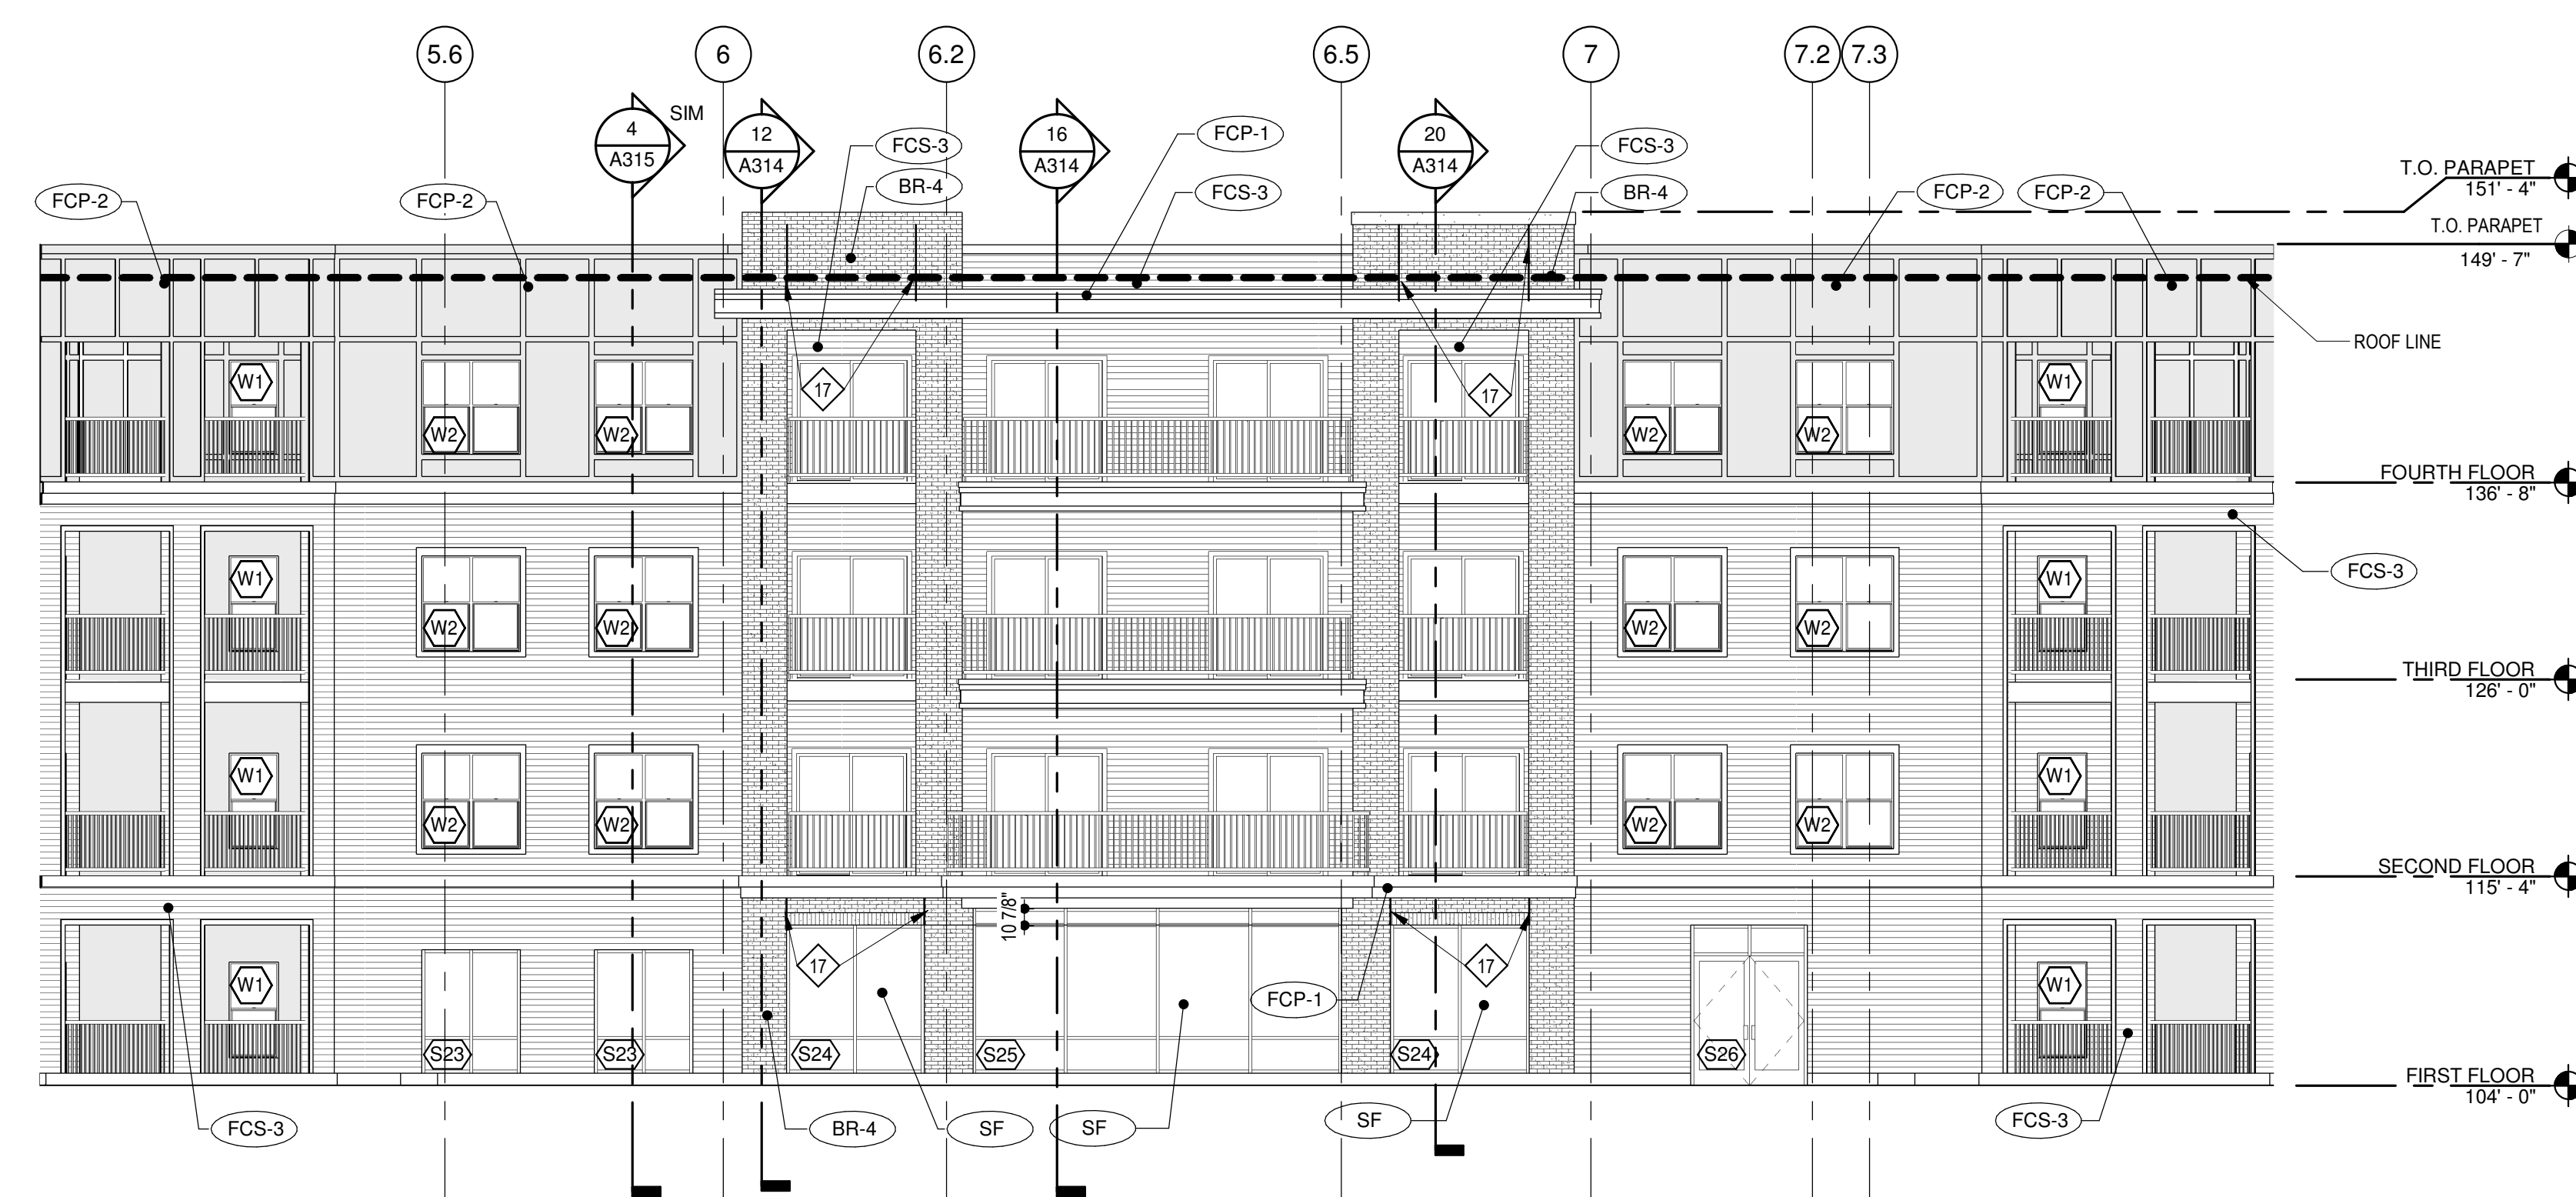 5.6
6
6.2
6.5
7
7.2
7.3
4
A315
SIM
12
A314
16
A314
20
A314
FCS-3
BR-4
FCP-1
FCS-3
FCS-3
BR-4
FCP-2
FCP-2
FCP-2
FCP-2
T.O. PARAPET
151' - 4"
T.O. PARAPET
149' - 7"
ROOF LINE
W1
W2
W2
17
17
W2
W2
W1
FOURTH FLOOR
136' - 8"
FCS-3
W1
W2
W2
W2
W2
W1
THIRD FLOOR
126' - 0"
W1
W2
W2
W2
W2
W1
SECOND FLOOR
115' - 4"
10 7/8"
17
17
W1
FCP-1
W1
S23
S23
S24
S25
S24
S26
FIRST FLOOR
104' - 0"
FCS-3
BR-4
SF
SF
SF
FCS-3